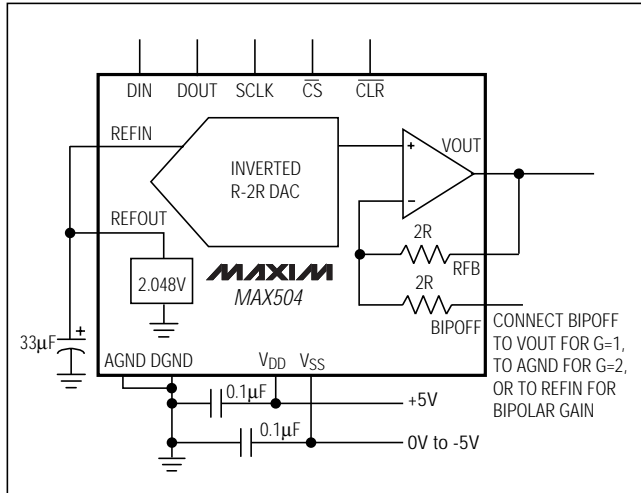 DIN DOUT SCLK CS CLR
REFIN
VOUT
INVERTED
R-2R DAC
+
−
REFOUT
2R
RFB
2.048V
MAXIM
MAX504
2R
BIPOFF
CONNECT BIPOFF
TO VOUT FOR G=1,
TO AGND FOR G=2,
OR TO REFIN FOR
BIPOLAR GAIN
+
33µF
AGND DGND VDD VSS
0.1µF
+5V
0.1µF
0V to -5V